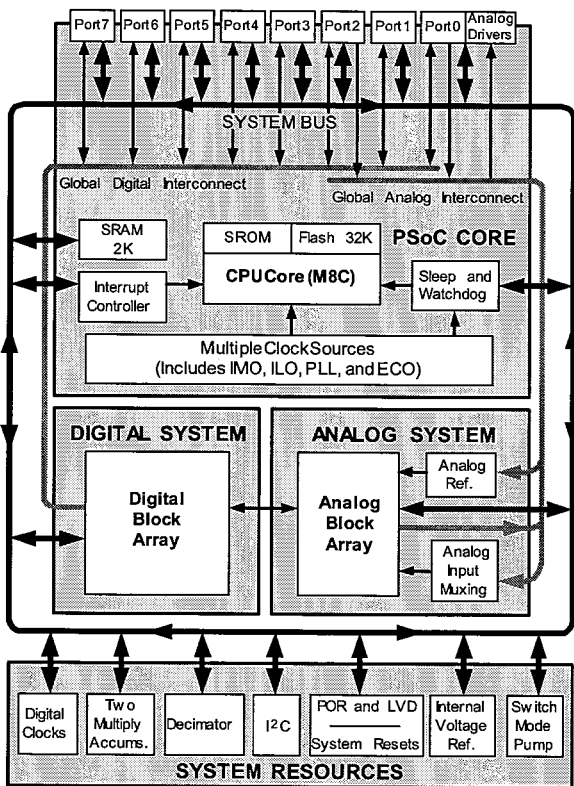 Port7 Port6 Port5 Port4 Port3 Port2 Port1 Port0 Analog Drivers
SYSTEM BUS
Global Digital Interconnect
Global Analog Interconnect
PSoC CORE
SRAM
2K
SROM
Flash 32K
CPUCore (M8C)
Interrupt
Controller
Sleep and
Watchdog
MultipleClockSources
(Includes IMO, ILO, PLL, and ECO)
DIGITAL SYSTEM
Digital
Block
Array
ANALOG SYSTEM
Analog
Block
Array
Analog
Ref.
Analog
Input
Muxing
Digital
Clocks
Two
Multiply
Accums.
Decimator
I²C
POR and LVD
System Resets
Internal
Voltage
Ref.
Switch
Mode
Pump
SYSTEM RESOURCES